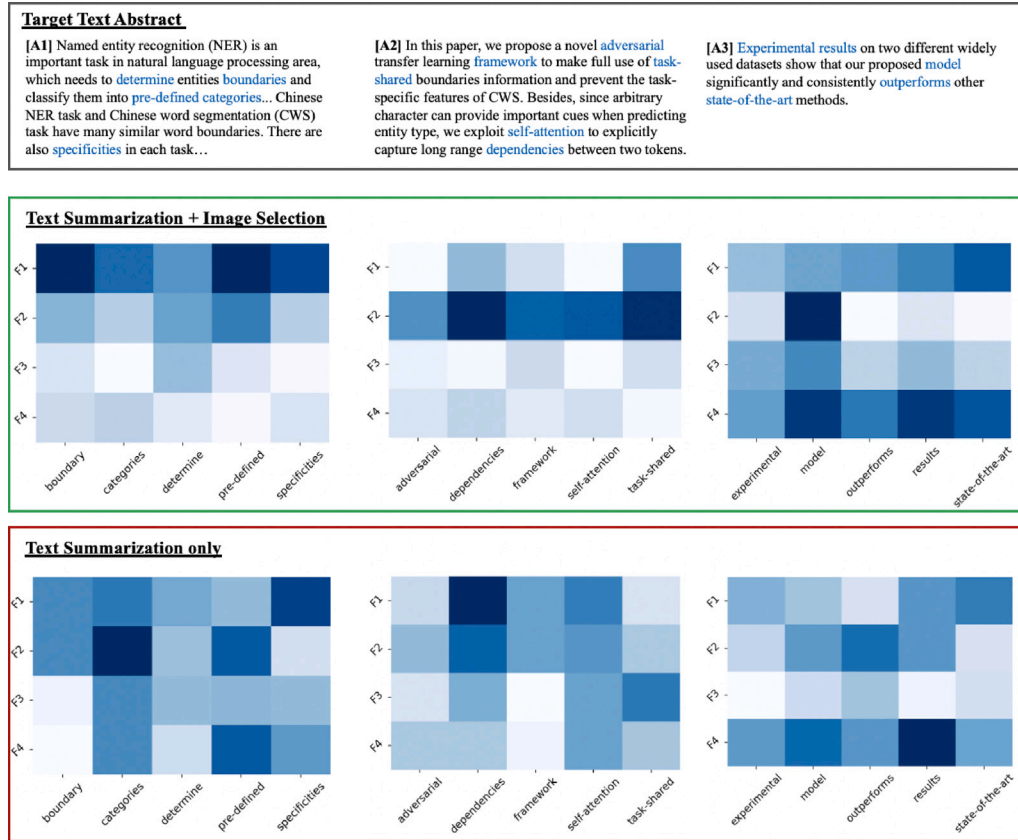 Target Text Abstract
[A1] Named entity recognition (NER) is an
important task in natural language processing area,
which needs to determine entities boundaries and
classify them into pre-defined categories... Chinese
NER task and Chinese word segmentation (CWS)
task have many similar word boundaries. There are
also specificities in each task…
[A2] In this paper, we propose a novel adversarial
transfer learning framework to make full use of task-
shared boundaries information and prevent the task-
specific features of CWS. Besides, since arbitrary
character can provide important cues when predicting
entity type, we exploit self-attention to explicitly
capture long range dependencies between two tokens.
[A3] Experimental results on two different widely
used datasets show that our proposed model
significantly and consistently outperforms other
state-of-the-art methods.
Text Summarization + Image Selection
F1
F2
F3
F4
boundary
categories
determine
pre-defined
specificities
F1
F2
F3
F4
adversarial
dependencies
framework
self-attention
task-shared
F1
F2
F3
F4
experimental
model
outperforms
results
state-of-the-art
Text Summarization only
F1
F2
F3
F4
boundary
categories
determine
pre-defined
specificities
F1
F2
F3
F4
adversarial
dependencies
framework
self-attention
task-shared
F1
F2
F3
F4
experimental
model
outperforms
results
state-of-the-art